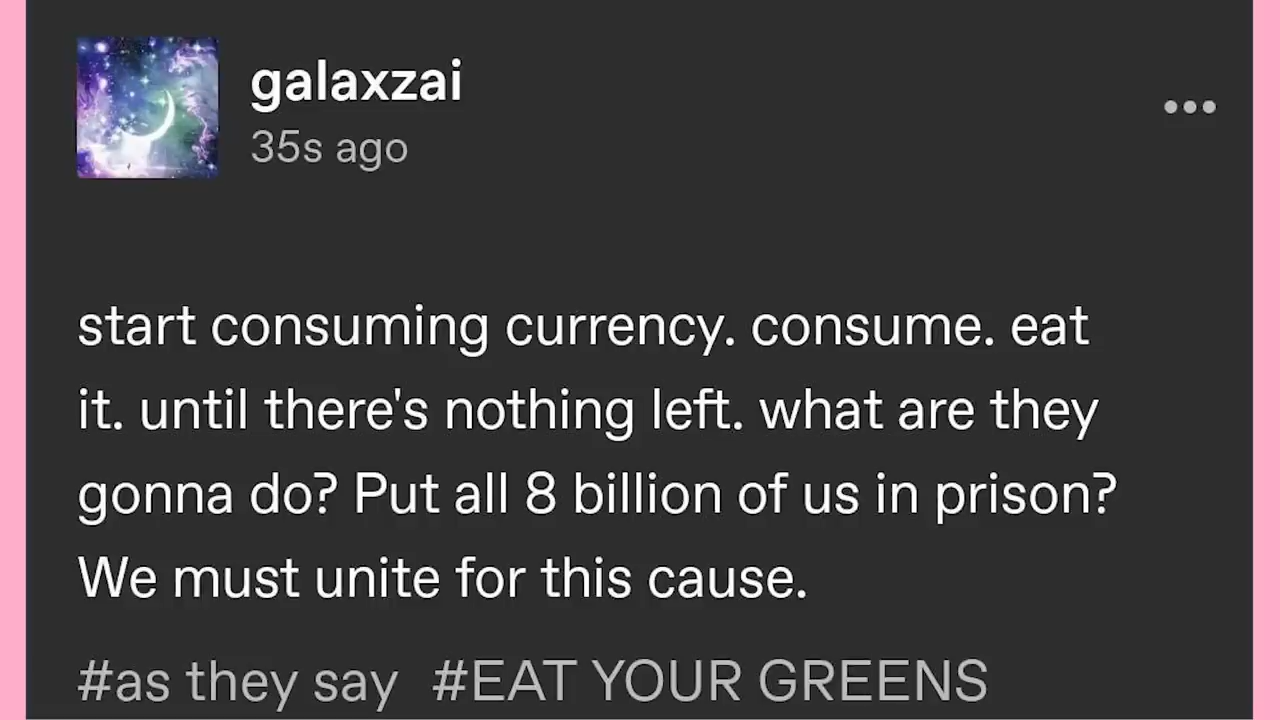 galaxzai
35s ago
start consuming currency. consume. eat
it. until there's nothing left. what are they
gonna do? Put all 8 billion of us in prison?
We must unite for this cause.
#as they say #EAT YOUR GREENS